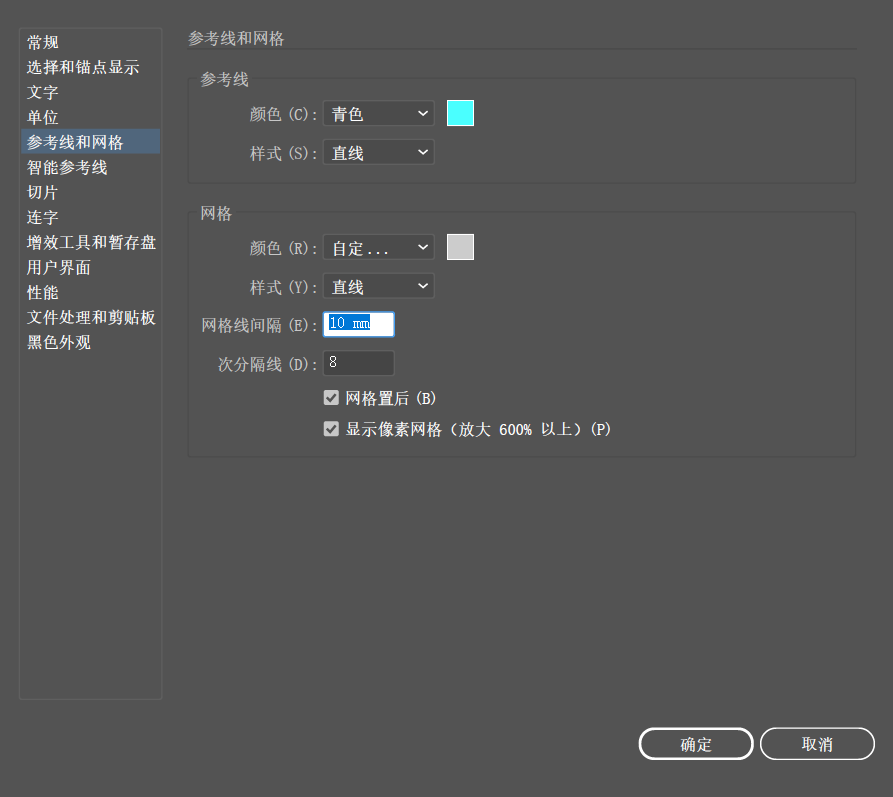 常规
选择和锚点显示
文字
单位
参考线和网格
智能参考线
切片
连字
增效工具和暂存盘
用户界面
性能
文件处理和剪贴板
黑色外观
参考线和网格
参考线
颜色 (C): 青色
样式 (S): 直线
网格
颜色 (R): 自定...
样式 (Y): 直线
网格线间隔 (E): 10 mm
次分隔线 (D): 8
网格置后 (B)
显示像素网格（放大 600% 以上）(P)
确定 取消